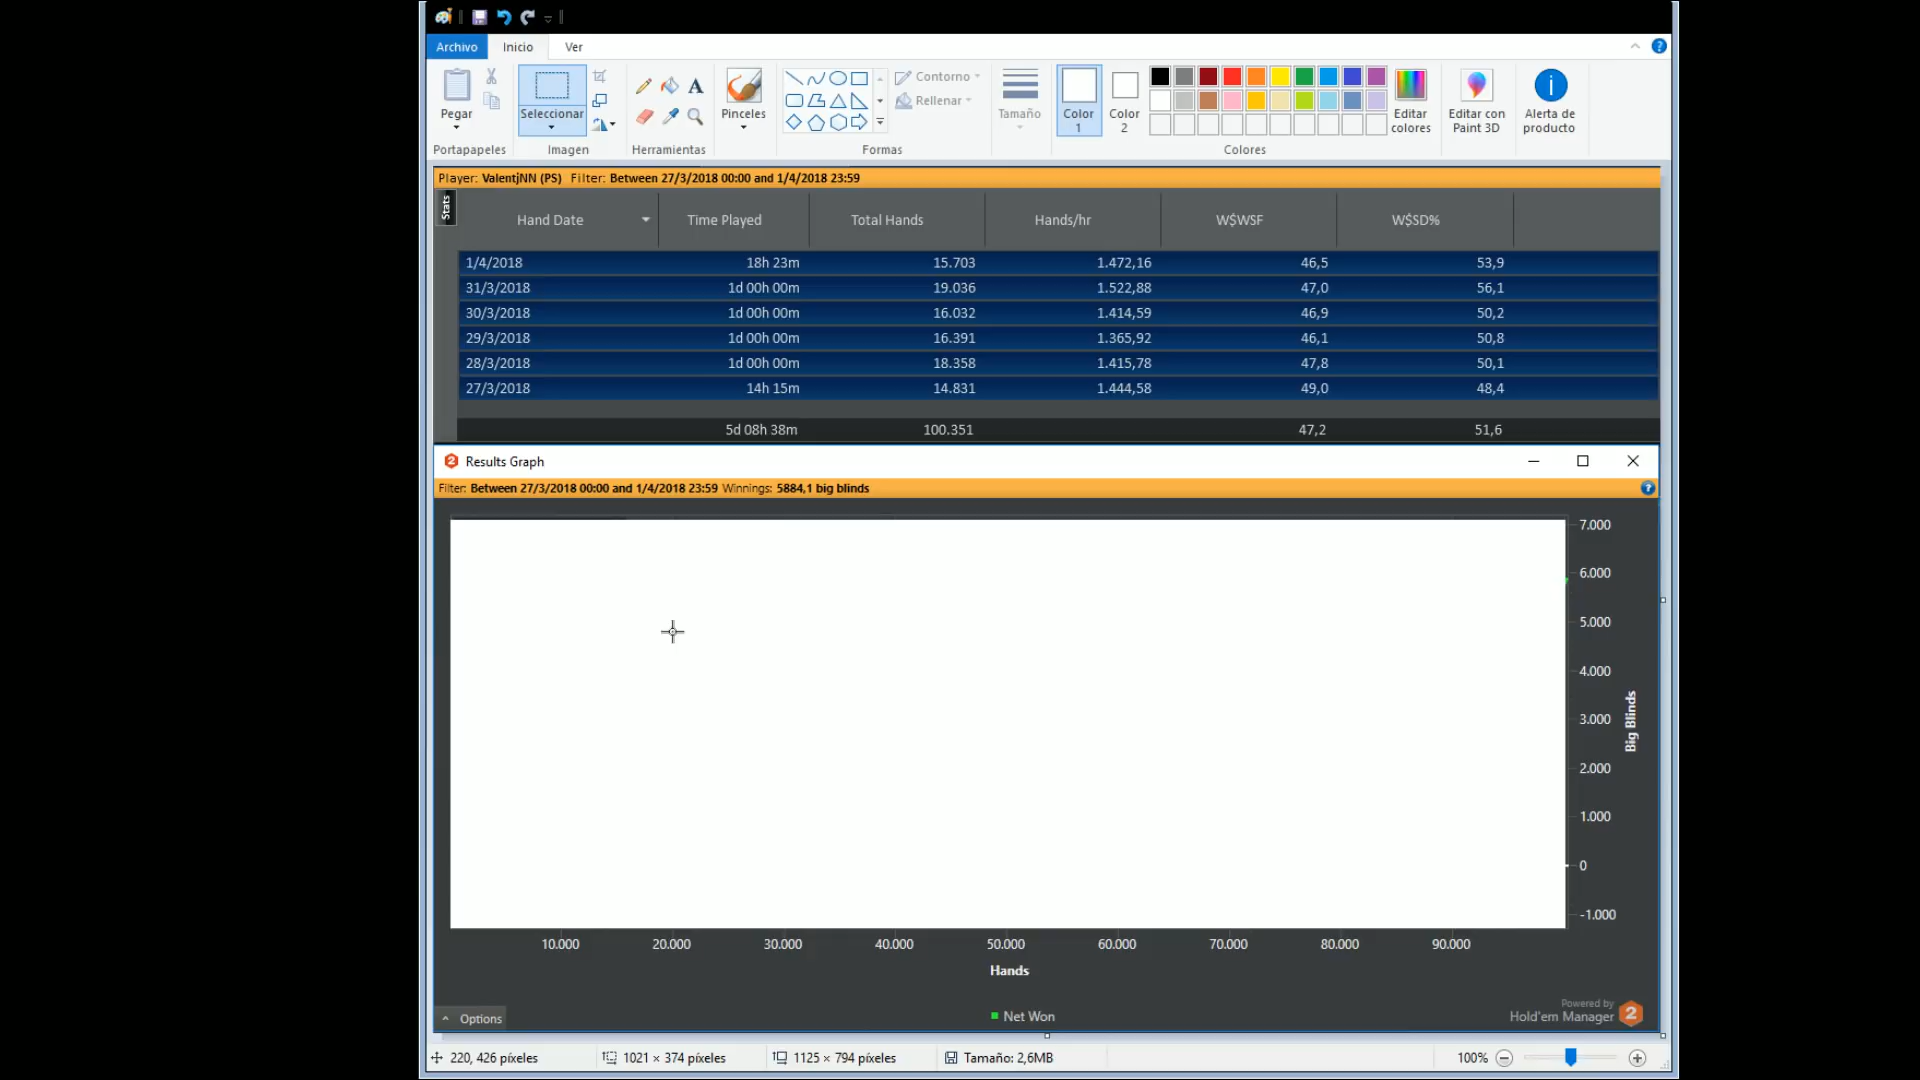 Archivo Inicio Ver
Pegar
Seleccionar
Pinceles
Contorno
Rellenar
Tamaño
Color 1
Color 2
Editar colores
Editar con Paint 3D
Alerta de producto
Portapapeles Imagen Herramientas Formas Colores
Player: ValentjNN (PS) Filter: Between 27/3/2018 00:00 and 1/4/2018 23:59
Stats
Hand Date Time Played Total Hands Hands/hr W$WSF W$SD%
1/4/2018 18h 23m 15.703 1.472,16 46,5 53,9
31/3/2018 1d 00h 00m 19.036 1.522,88 47,0 56,1
30/3/2018 1d 00h 00m 16.032 1.414,59 46,9 50,2
29/3/2018 1d 00h 00m 16.391 1.365,92 46,1 50,8
28/3/2018 1d 00h 00m 18.358 1.415,78 47,8 50,1
27/3/2018 14h 15m 14.831 1.444,58 49,0 48,4
5d 08h 38m 100.351 47,2 51,6
2 Results Graph
Filter: Between 27/3/2018 00:00 and 1/4/2018 23:59 Winnings: 5884,1 big blinds
7.000
6.000
5.000
4.000
3.000
2.000
1.000
0
-1.000
Big Blinds
10.000 20.000 30.000 40.000 50.000 60.000 70.000 80.000 90.000
Hands
Options
Net Won
Powered by
Hold'em Manager 2
220, 426 píxeles 1021 × 374 píxeles 1125 × 794 píxeles Tamaño: 2,6MB 100%